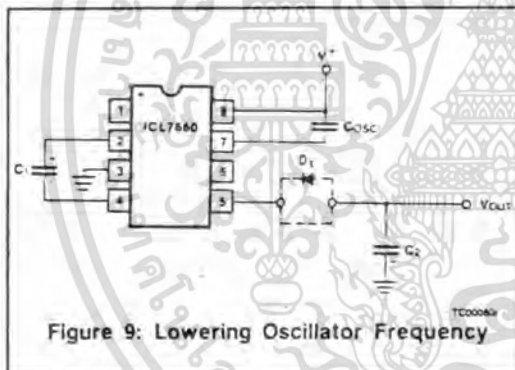 V+
1
ICL7660
8
2
7
COSC
C1
3
6
DX
4
5
VOUT
C2
Figure 9: Lowering Oscillator Frequency